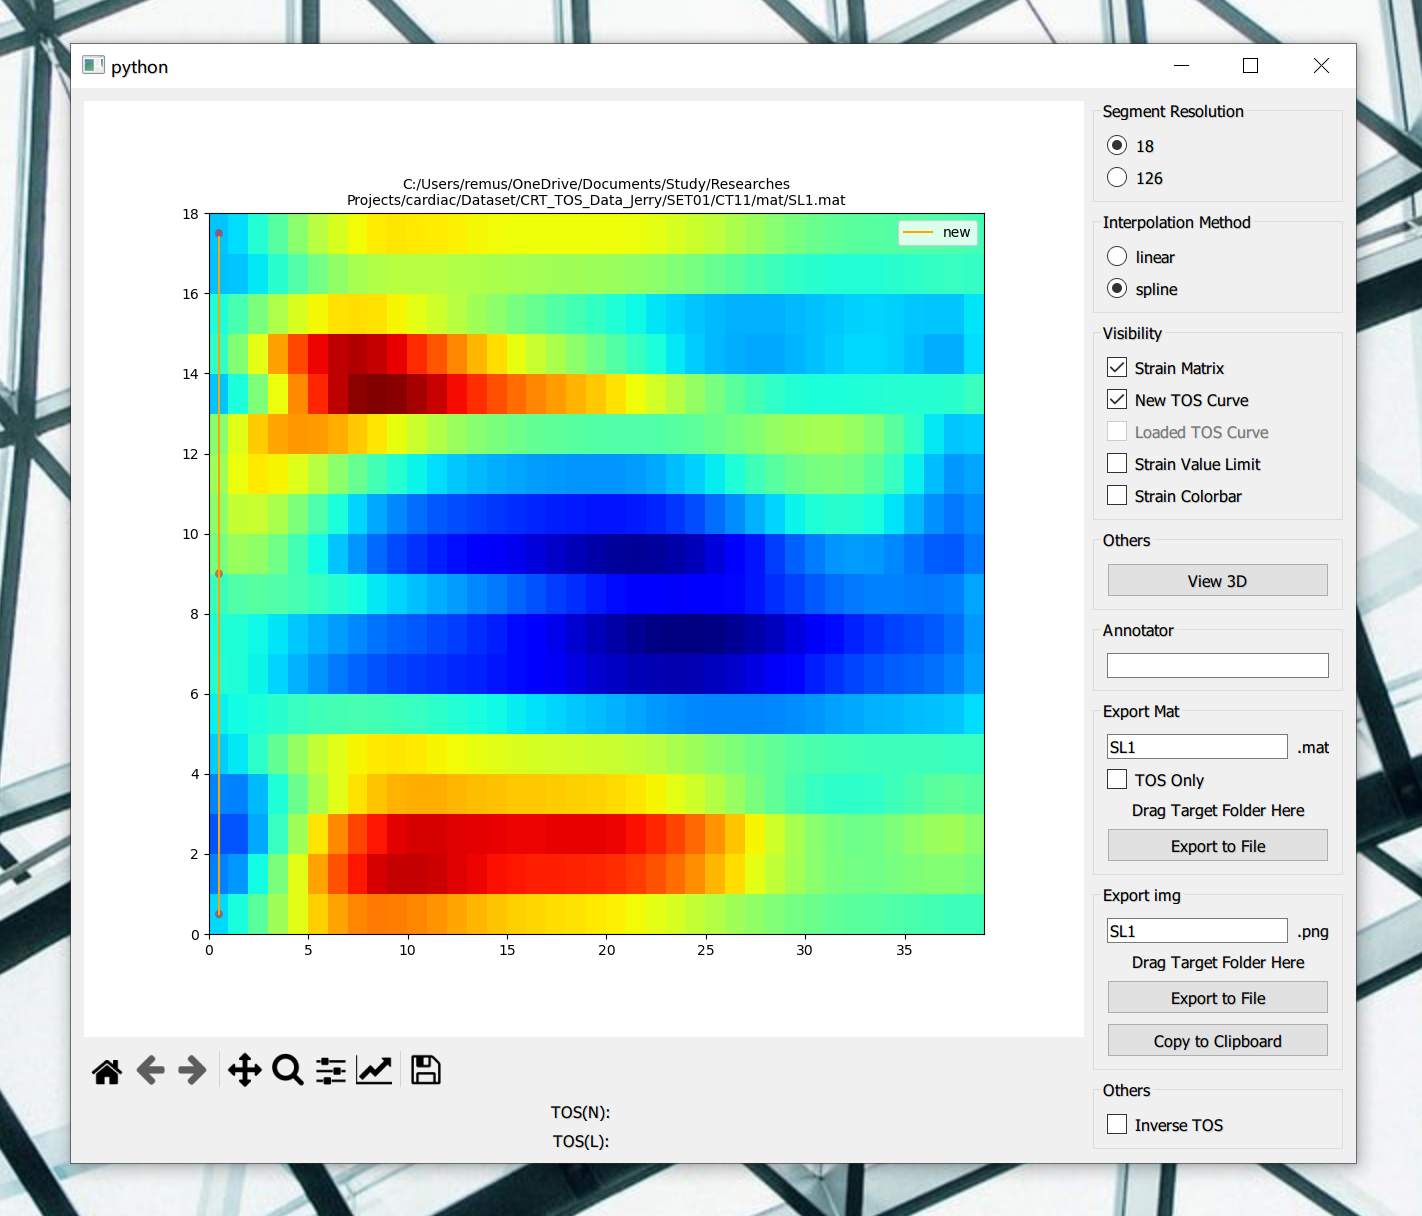 python
C:/Users/remus/OneDrive/Documents/Study/Researches
Projects/cardiac/Dataset/CRT_TOS_Data_Jerry/SET01/CT11/mat/SL1.mat
new
18
16
14
12
10
8
6
4
2
0
0 5 10 15 20 25 30 35
TOS(N):
TOS(L):
Segment Resolution
18
126
Interpolation Method
linear
spline
Visibility
Strain Matrix
New TOS Curve
Loaded TOS Curve
Strain Value Limit
Strain Colorbar
Others
View 3D
Annotator
Export Mat
SL1 .mat
TOS Only
Drag Target Folder Here
Export to File
Export img
SL1 .png
Drag Target Folder Here
Export to File
Copy to Clipboard
Others
Inverse TOS